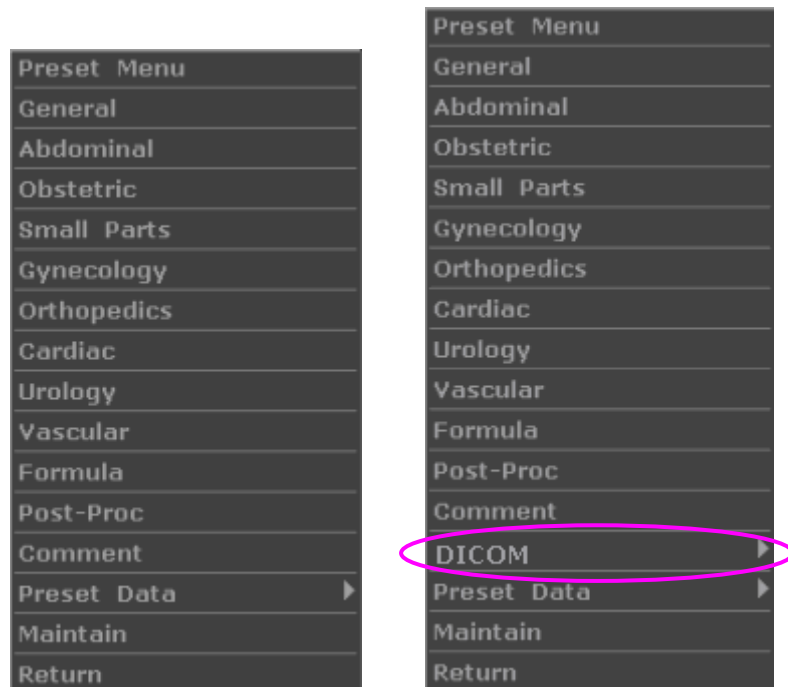 Preset Menu
General
Abdominal
Obstetric
Small Parts
Gynecology
Orthopedics
Cardiac
Urology
Vascular
Formula
Post-Proc
Comment
Preset Data
Maintain
Return
Preset Menu
General
Abdominal
Obstetric
Small Parts
Gynecology
Orthopedics
Cardiac
Urology
Vascular
Formula
Post-Proc
Comment
DICOM
Preset Data
Maintain
Return